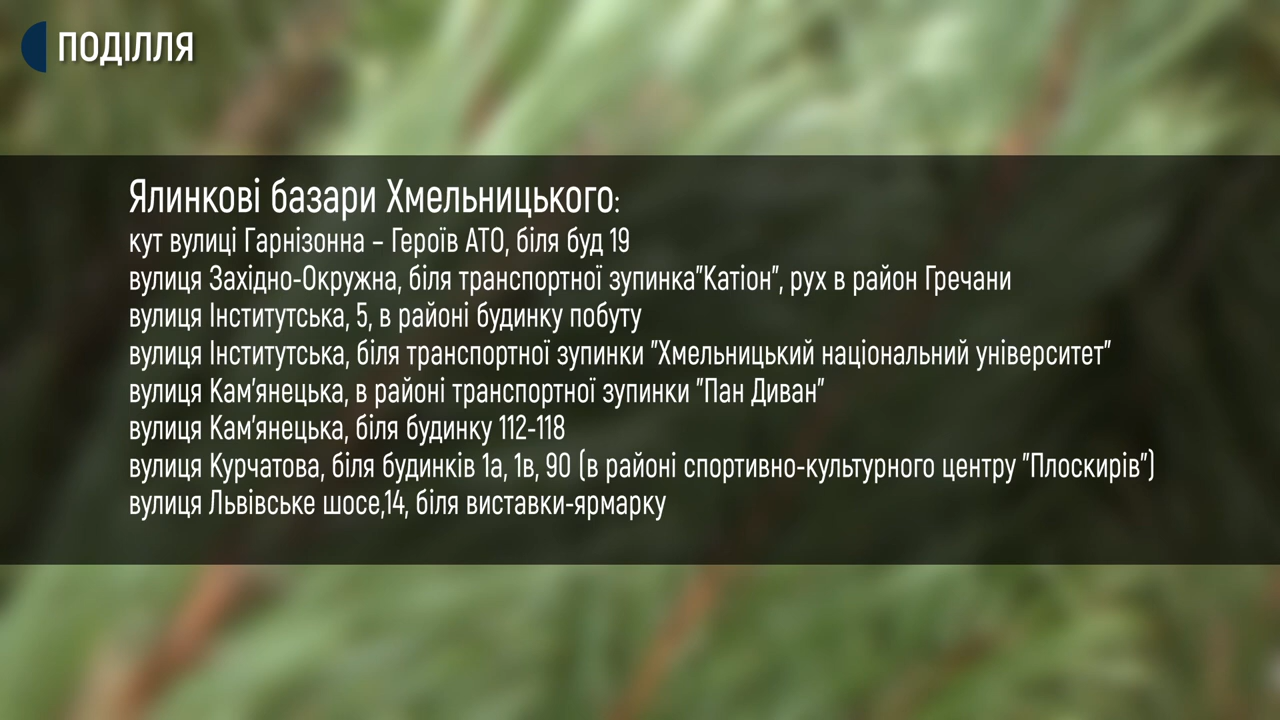 ПОДІЛЛЯ
Ялинкові базари Хмельницького:
кут вулиці Гарнізонна – Героїв АТО, біля буд 19
вулиця Західно-Окружна, біля транспортної зупинка"Катіон", рух в район Гречани
вулиця Інститутська, 5, в районі будинку побуту
вулиця Інститутська, біля транспортної зупинки "Хмельницький національний університет"
вулиця Кам'янецька, в районі транспортної зупинки "Пан Диван"
вулиця Кам'янецька, біля будинку 112-118
вулиця Курчатова, біля будинків 1а, 1в, 90 (в районі спортивно-культурного центру "Плоскирів")
вулиця Львівське шосе,14, біля виставки-ярмарку